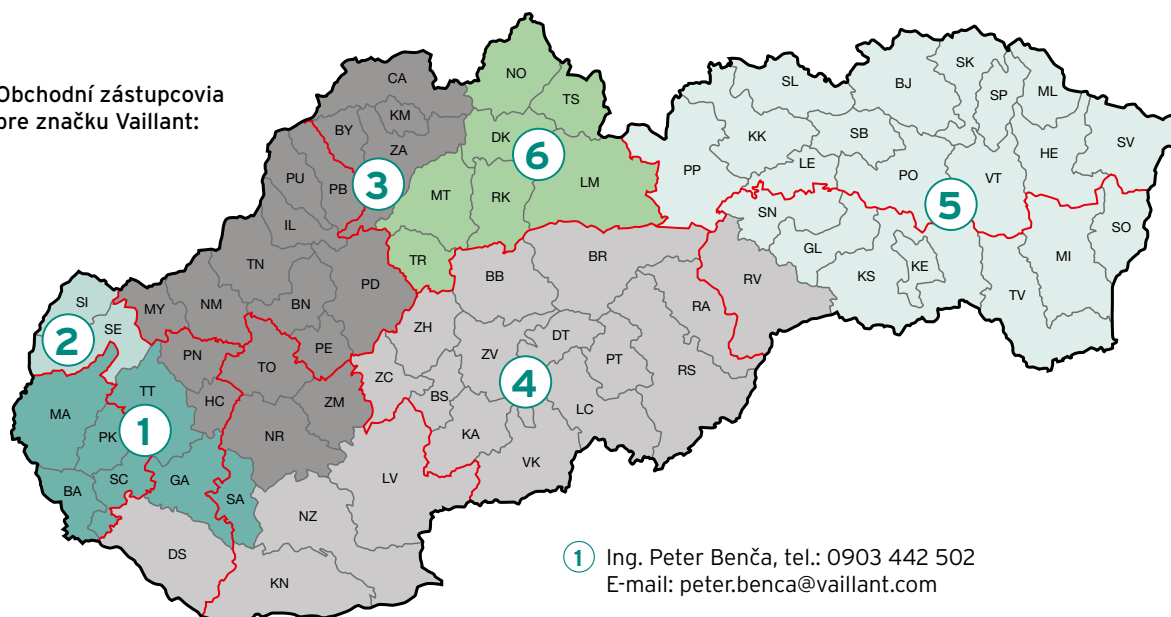 Obchodní zástupcovia
pre značku Vaillant:
CA
NO
TS
BY
KM
ZA
DK
6
PU
PB
3
MT
RK
LM
IL
TR
TN
PD
BN
NM
MY
PE
SI
SE
2
PN
TO
HC
ZM
TT
MA
1
PK
NR
SC
GA
BA
SA
DS
NZ
KN
LV
BB
BR
ZH
ZV
DT
ZC
4
PT
BS
RS
RA
RV
LC
KA
VK
SL
BJ
SK
SP
ML
KK
SB
SV
PP
LE
PO
VT
HE
5
SN
GL
SO
KS
KE
MI
TV
1 Ing. Peter Benča, tel.: 0903 442 502
E-mail: peter.benca@vaillant.com